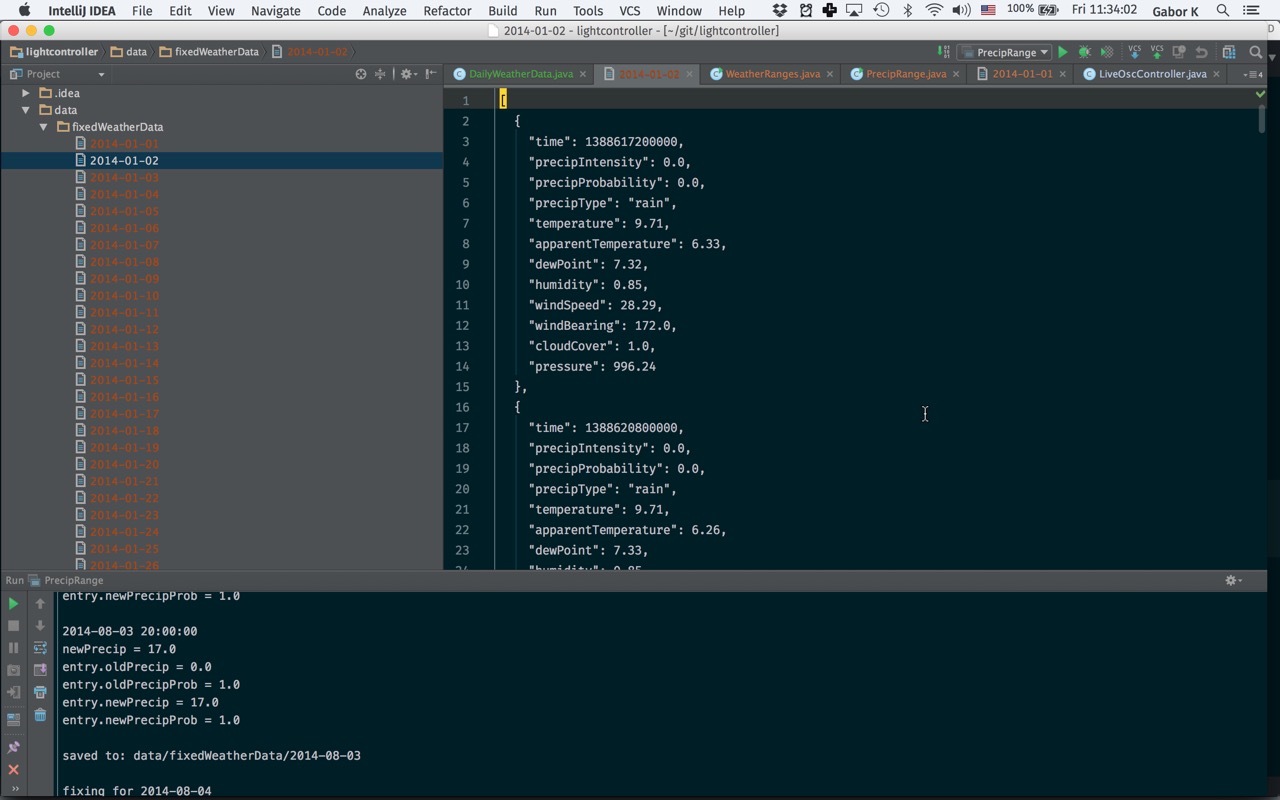 IntelliJ IDEA File Edit View Navigate Code Analyze Refactor Build Run Tools VCS Window Help 100% Fri 11:34:02 Gabor K
2014-01-02 - lightcontroller - [~/git/lightcontroller]
lightcontroller data fixedWeatherData 2014-01-02 PrecipRange VCS VCS
Project DailyWeatherData.java 2014-01-02 WeatherRanges.java PrecipRange.java 2014-01-01 LiveOscController.java
.idea
data
fixedWeatherData
2014-01-01
2014-01-02
2014-01-03
2014-01-04
2014-01-05
2014-01-06
2014-01-07
2014-01-08
2014-01-09
2014-01-10
2014-01-11
2014-01-12
2014-01-13
2014-01-14
2014-01-15
2014-01-16
2014-01-17
2014-01-18
2014-01-19
2014-01-20
2014-01-21
2014-01-22
2014-01-23
2014-01-24
2014-01-25
2014-01-26
1 [
2 {
3 "time": 1388617200000,
4 "precipIntensity": 0.0,
5 "precipProbability": 0.0,
6 "precipType": "rain",
7 "temperature": 9.71,
8 "apparentTemperature": 6.33,
9 "dewPoint": 7.32,
10 "humidity": 0.85,
11 "windSpeed": 28.29,
12 "windBearing": 172.0,
13 "cloudCover": 1.0,
14 "pressure": 996.24
15 },
16 {
17 "time": 1388620800000,
18 "precipIntensity": 0.0,
19 "precipProbability": 0.0,
20 "precipType": "rain",
21 "temperature": 9.71,
22 "apparentTemperature": 6.26,
23 "dewPoint": 7.33,
24 "humidity": 0.85
Run PrecipRange
entry.newPrecipProb = 1.0
2014-08-03 20:00:00
newPrecip = 17.0
entry.oldPrecip = 0.0
entry.oldPrecipProb = 1.0
entry.newPrecip = 17.0
entry.newPrecipProb = 1.0
saved to: data/fixedWeatherData/2014-08-03
fixing for 2014-08-04